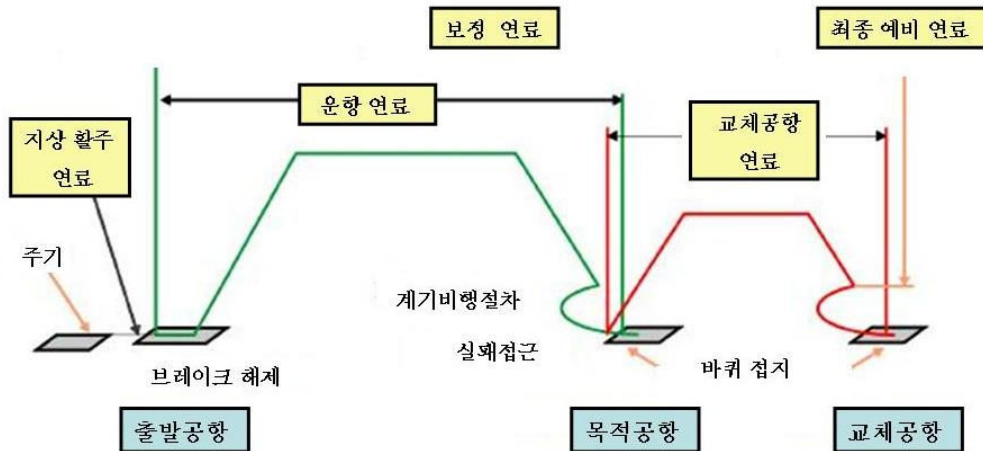 보정 연료
최종 예비 연료
운항 연료
교체공항
연료
지상 활주
연료
주기
계기비행절차
실패접근
바퀴 접지
브레이크 해제
출발공항
목적공항
교체공항